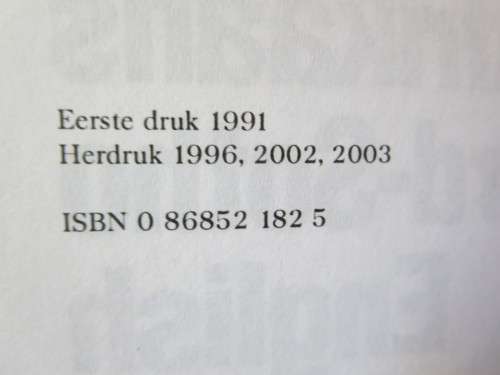 Eerste druk 1991
Herdruk 1996, 2002, 2003
ISBN 0 86852 182 5